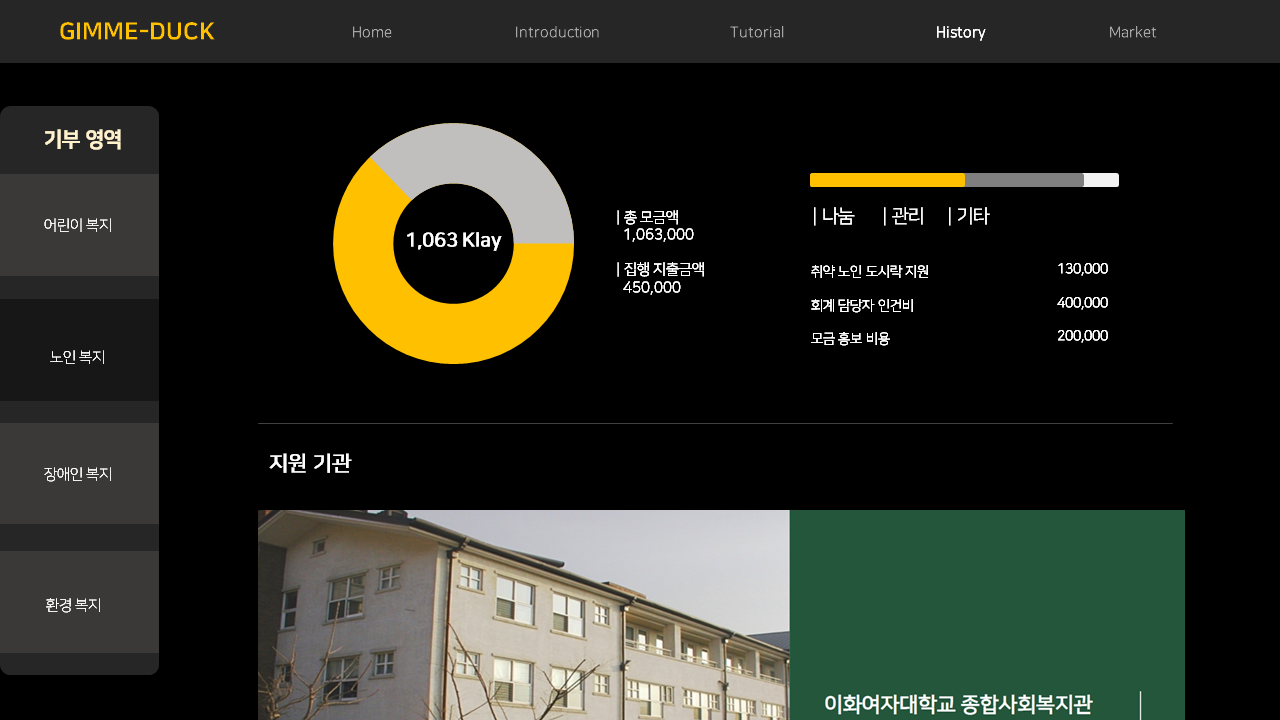 GIMME-DUCK
Home
Introduction
Tutorial
History
Market
기부 영역
어린이 복지
노인 복지
장애인 복지
환경 복지
1,063 Klay
| 총 모금액
1,063,000
| 집행 지출금액
450,000
| 나눔 | 관리 | 기타
취약 노인 도시락 지원 130,000
회계 담당자 인건비 400,000
모금 홍보 비용 200,000
지원 기관
이화여자대학교 종합사회복지관